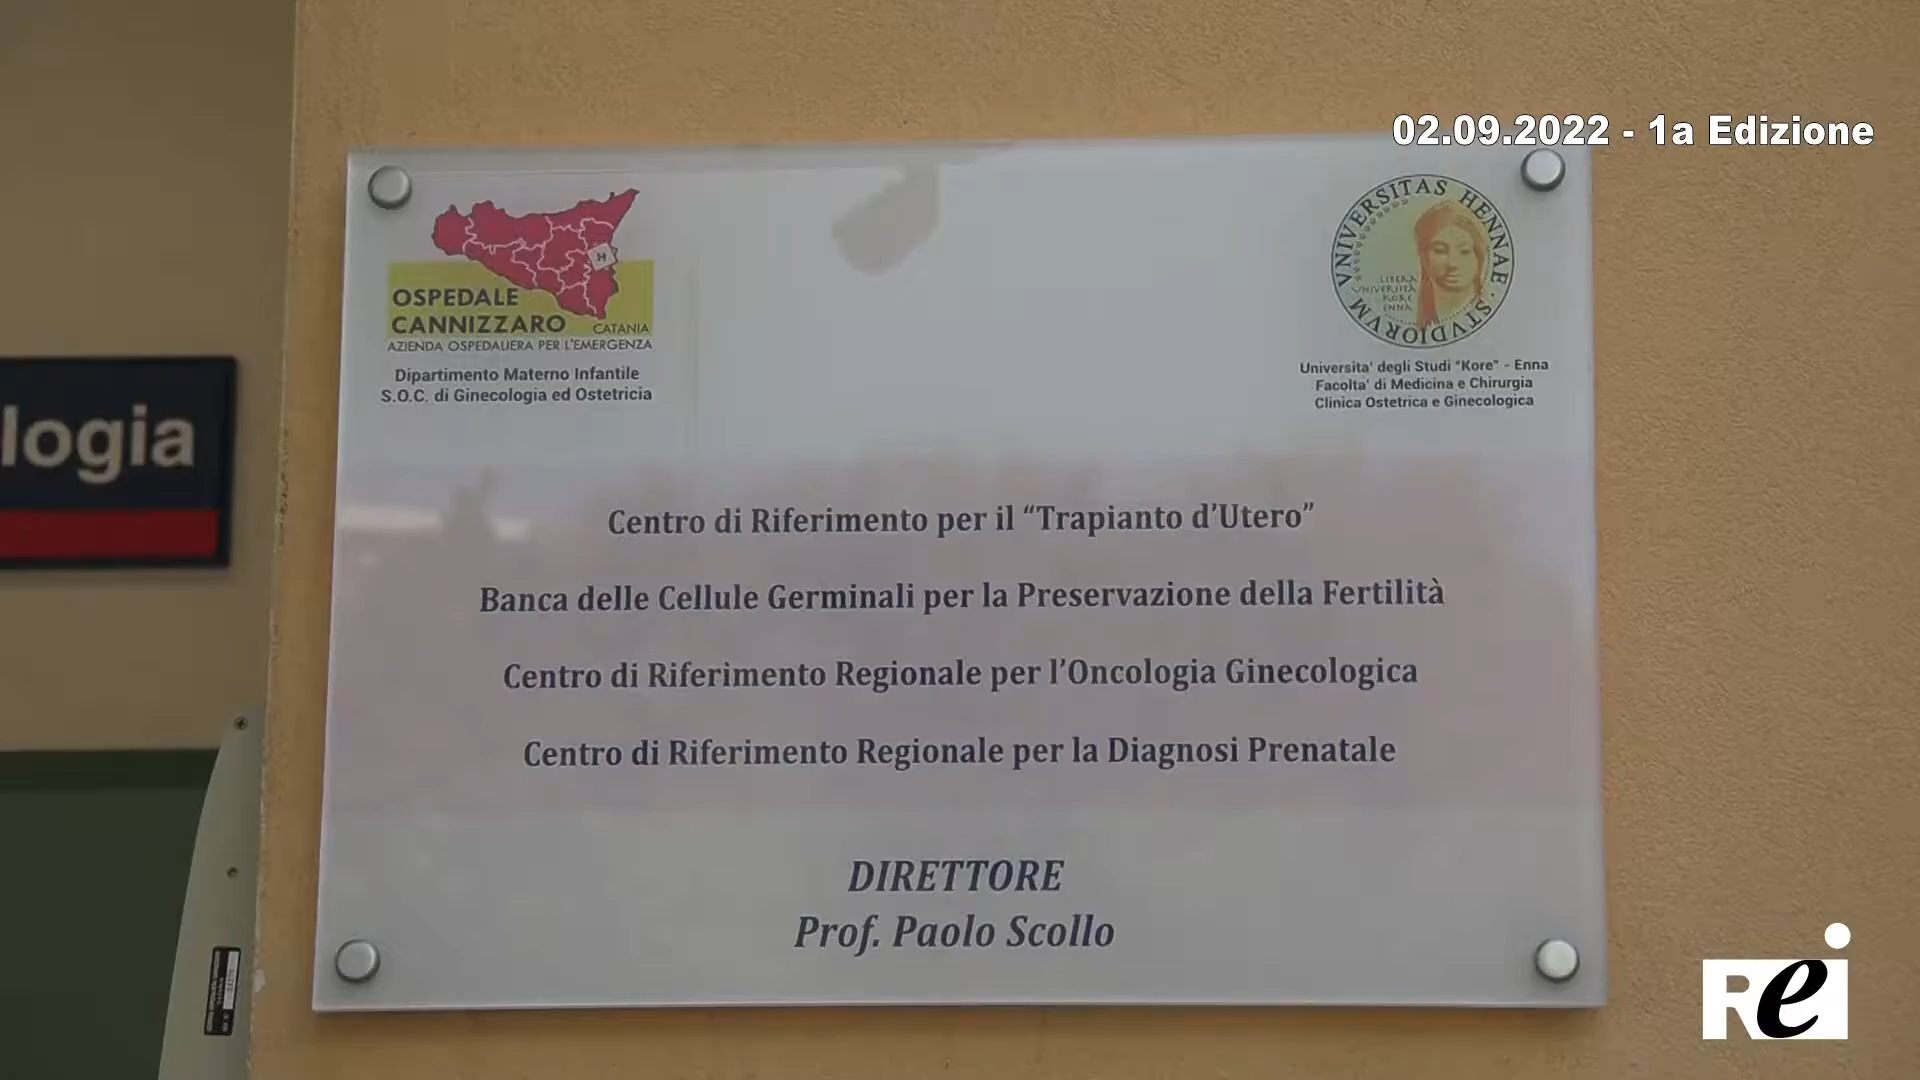 02.09.2022 - 1a Edizione
OSPEDALE
CANNIZZARO CATANIA
AZIENDA OSPEDALIERA PER L'EMERGENZA
Dipartimento Materno Infantile
S.O.C. di Ginecologia ed Ostetricia
H
VNIVERSITAS HENNAE · STVDIORVM
LIBERA
VNIVERSITÀ
KORE
ENNA
Universita' degli Studi "Kore" - Enna
Facolta' di Medicina e Chirurgia
Clinica Ostetrica e Ginecologica
logia
Centro di Riferimento per il “Trapianto d’Utero”
Banca delle Cellule Germinali per la Preservazione della Fertilità
Centro di Riferimento Regionale per l’Oncologia Ginecologica
Centro di Riferimento Regionale per la Diagnosi Prenatale
DIRETTORE
Prof. Paolo Scollo
Rei